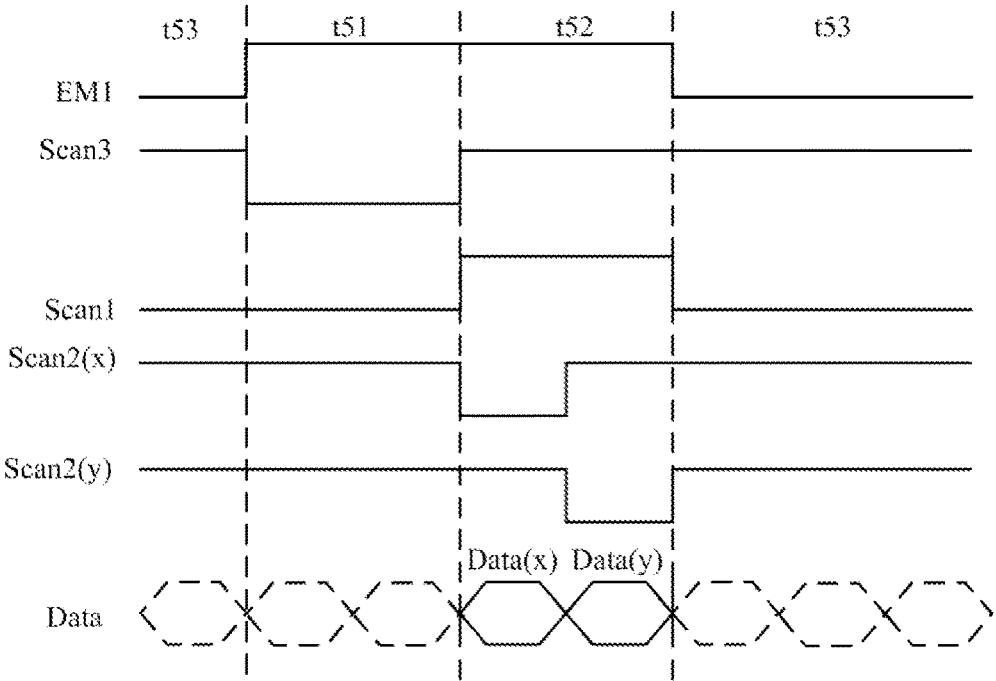 t53 t51 t52 t53
EM1
Scan3
Scan1
Scan2(x)
Scan2(y)
Data(x) Data(y)
Data